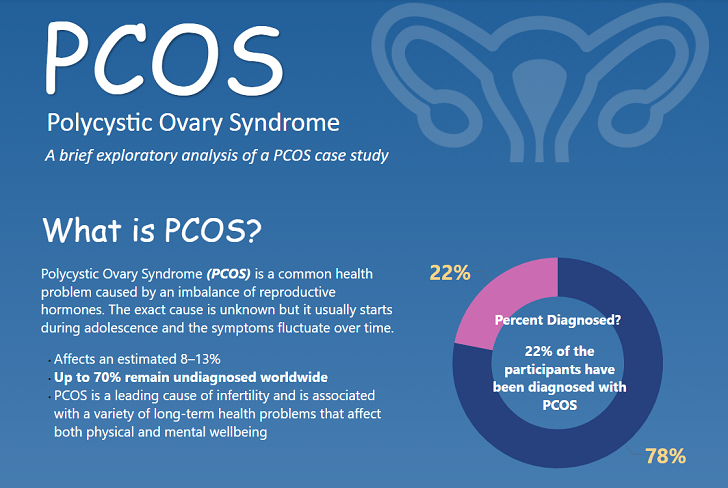 PCOS
Polycystic Ovary Syndrome
A brief exploratory analysis of a PCOS case study
What is PCOS?
Polycystic Ovary Syndrome (PCOS) is a common health
problem caused by an imbalance of reproductive
hormones. The exact cause is unknown but it usually starts
during adolescence and the symptoms fluctuate over time.
· Affects an estimated 8–13%
· Up to 70% remain undiagnosed worldwide
· PCOS is a leading cause of infertility and is associated
with a variety of long-term health problems that affect
both physical and mental wellbeing
22%
Percent Diagnosed?
22% of the
participants have
been diagnosed with
PCOS
78%